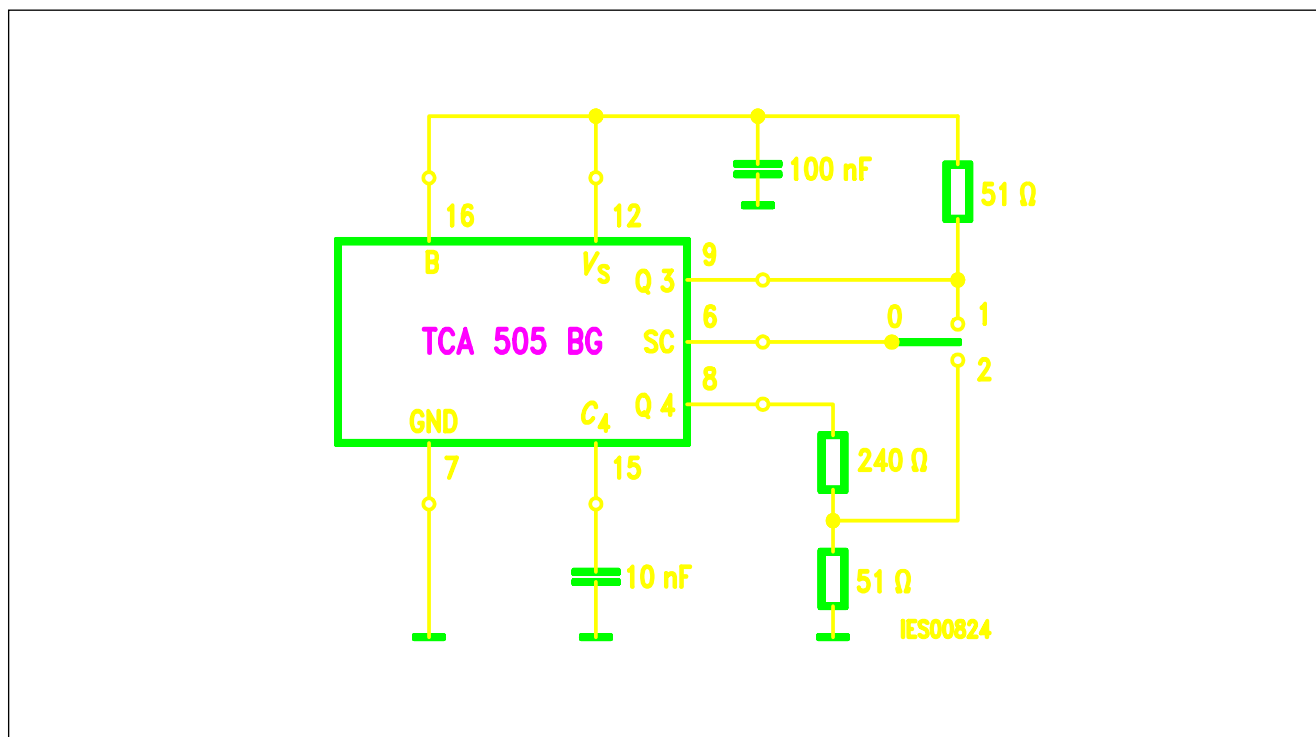 100 nF
51 Ω
16
12
9
B
VS
Q 3
6
0
1
TCA 505 BG
SC
2
8
GND
C4
Q 4
7
15
240 Ω
10 nF
51 Ω
IES00824